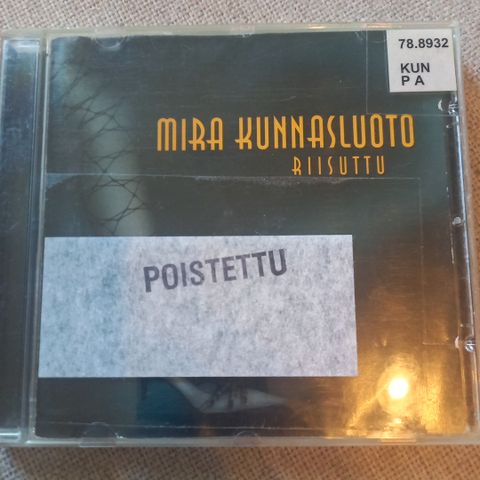 78.8932
KUN
P A
MIRA KUNNASLUOTO
RIISUTTU
POISTETTU